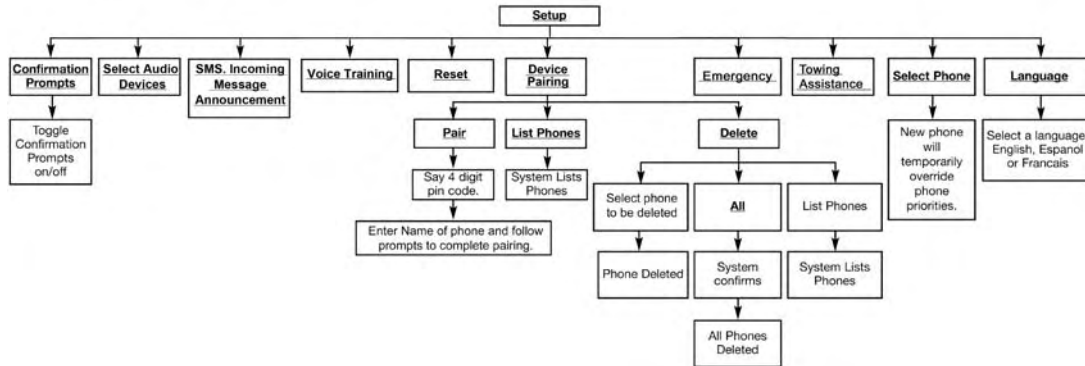 Setup
Confirmation
Prompts
Select Audio
Devices
SMS. Incoming
Message
Announcement
Voice Training
Reset
Device
Pairing
Emergency
Towing
Assistance
Select Phone
Language
Toggle
Confirmation
Prompts
on/off
Pair
List Phones
Delete
New phone
will
temporarily
override
phone
priorities.
Select a language
English, Espanol
or Francais
Say 4 digit
pin code.
System Lists
Phones
Select phone
to be deleted
All
List Phones
Enter Name of phone and follow
prompts to complete pairing.
Phone Deleted
System
confirms
System Lists
Phones
All Phones
Deleted